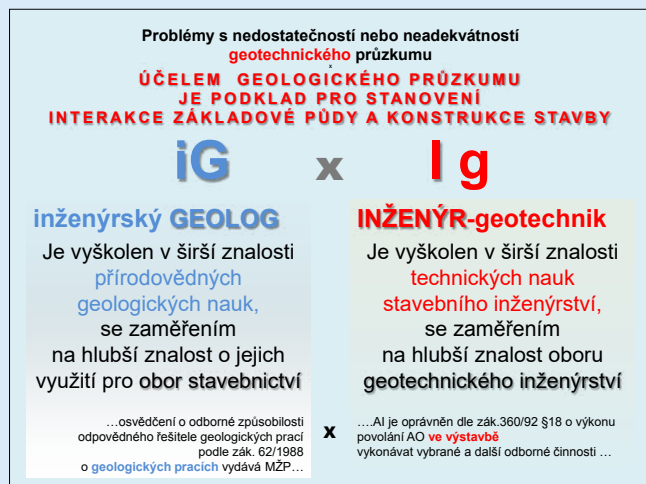 Problémy s nedostatečností nebo neadekvátností
geotechnického průzkumu
x
ÚČELEM GEOLOGICKÉHO PRŮZKUMU
JE PODKLAD PRO STANOVENÍ
INTERAKCE ZÁKLADOVÉ PŮDY A KONSTRUKCE STAVBY
iG x I g
inženýrský GEOLOG
Je vyškolen v širší znalosti
přírodovědných
geologických nauk,
se zaměřením
na hlubší znalost o jejich
využití pro obor stavebnictví
…osvědčení o odborné způsobilosti
odpovědného řešitele geologických prací
podle zák. 62/1988
o geologických pracích vydává MŽP…
x
INŽENÝR-geotechnik
Je vyškolen v širší znalosti
technických nauk
stavebního inženýrství,
se zaměřením
na hlubší znalost oboru
geotechnického inženýrství
….AI je oprávněn dle zák.360/92 §18 o výkonu
povolání AO ve výstavbě
vykonávat vybrané a další odborné činnosti …